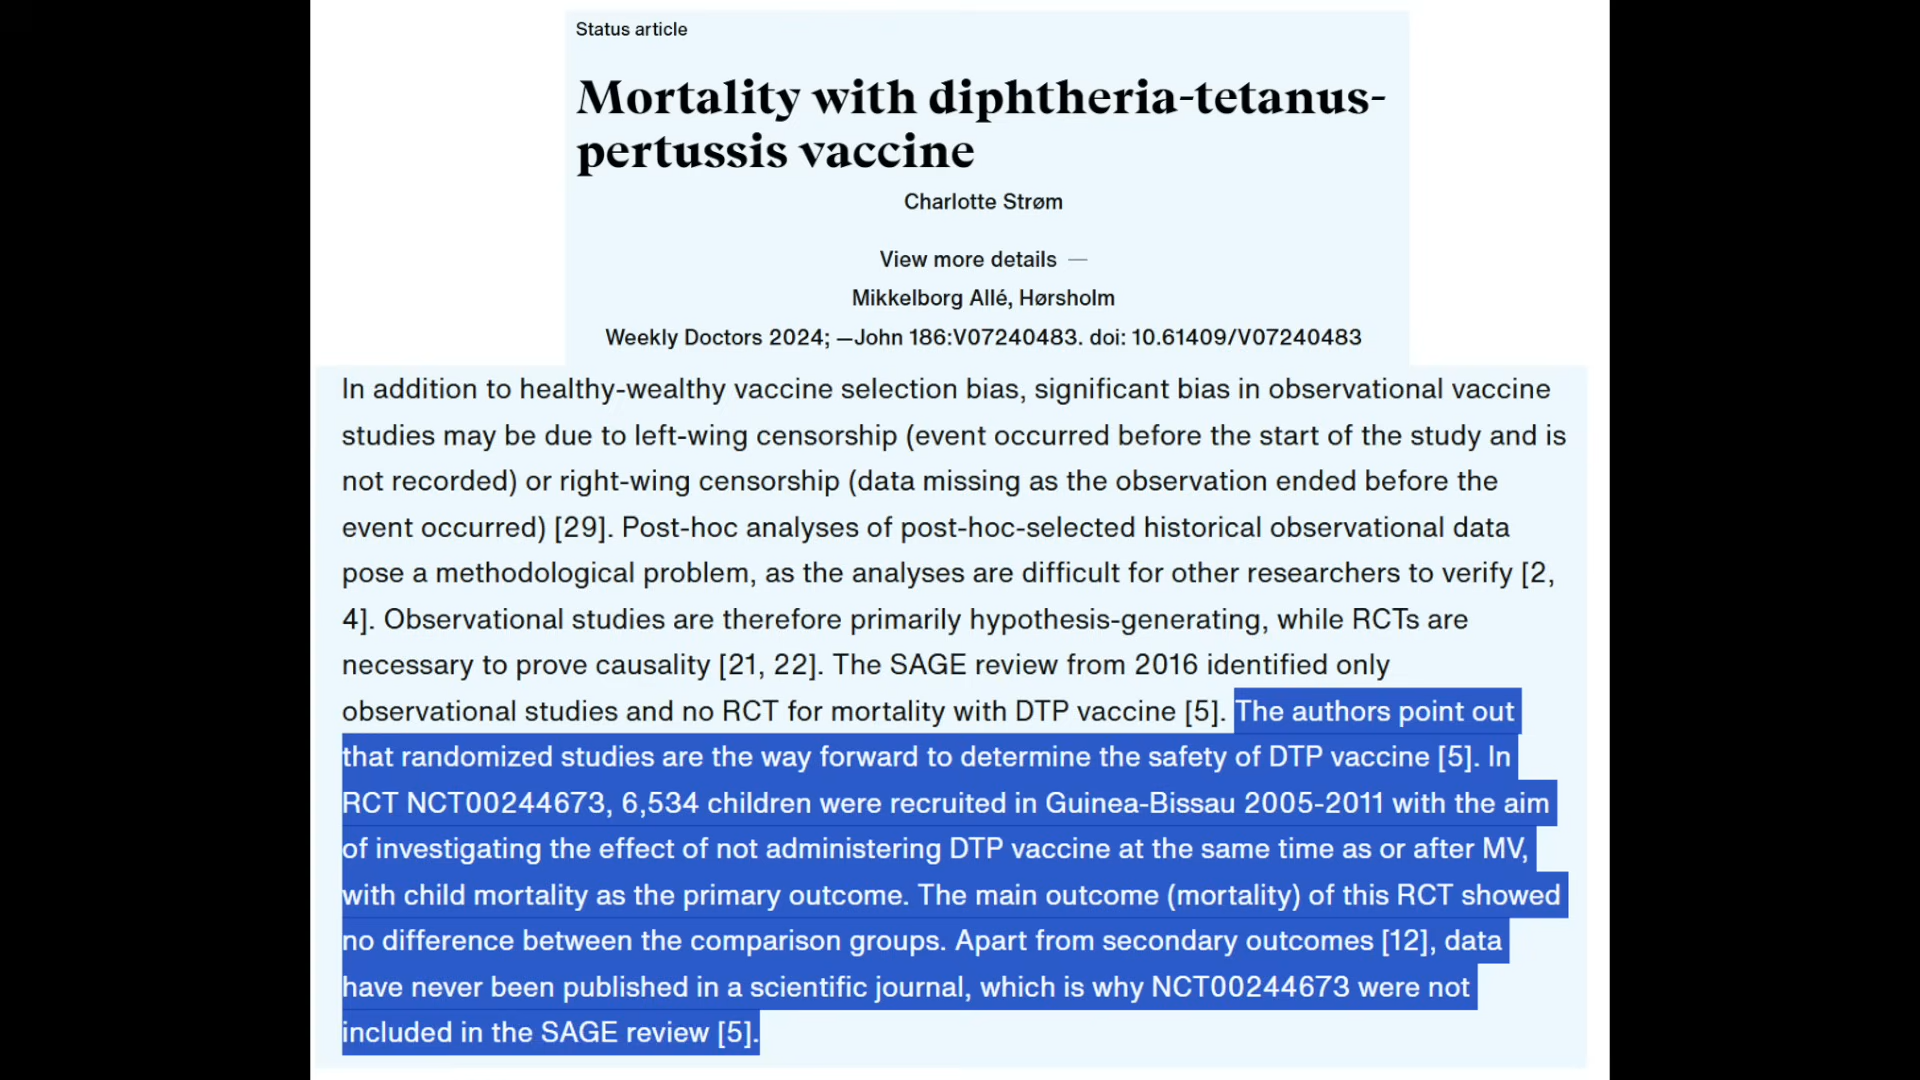 Status article
Mortality with diphtheria-tetanus-
pertussis vaccine
Charlotte Strøm
View more details —
Mikkelborg Allé, Hørsholm
Weekly Doctors 2024; —John 186:V07240483. doi: 10.61409/V07240483
In addition to healthy-wealthy vaccine selection bias, significant bias in observational vaccine
studies may be due to left-wing censorship (event occurred before the start of the study and is
not recorded) or right-wing censorship (data missing as the observation ended before the
event occurred) [29]. Post-hoc analyses of post-hoc-selected historical observational data
pose a methodological problem, as the analyses are difficult for other researchers to verify [2,
4]. Observational studies are therefore primarily hypothesis-generating, while RCTs are
necessary to prove causality [21, 22]. The SAGE review from 2016 identified only
observational studies and no RCT for mortality with DTP vaccine [5]. The authors point out
that randomized studies are the way forward to determine the safety of DTP vaccine [5]. In
RCT NCT00244673, 6,534 children were recruited in Guinea-Bissau 2005-2011 with the aim
of investigating the effect of not administering DTP vaccine at the same time as or after MV,
with child mortality as the primary outcome. The main outcome (mortality) of this RCT showed
no difference between the comparison groups. Apart from secondary outcomes [12], data
have never been published in a scientific journal, which is why NCT00244673 were not
included in the SAGE review [5].